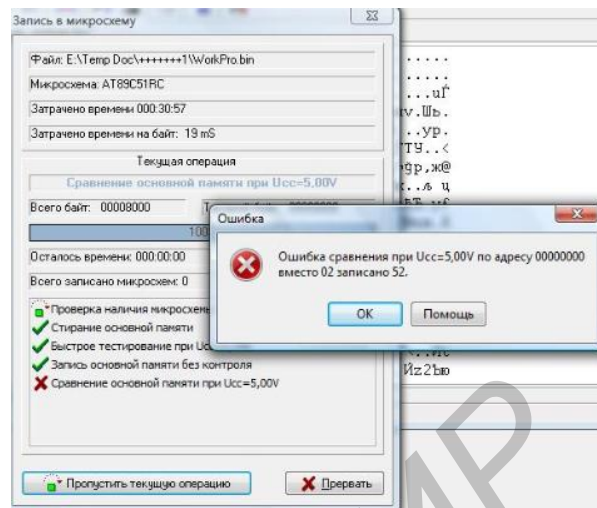 Запись в микросхему
Файл: E:\Temp Doc\+++++++1\WorkPro.bin
Микросхема: AT89C51RC
Затрачено времени 000:30:57
Затрачено времени на байт: 19 mS
Текущая операция
Сравнение основной памяти при Ucc=5,00V
Всего байт: 00008000
100
Осталось времени: 000:00:00
Всего записано микросхем: 0
Проверка наличия микросхемы
Стирание основной памяти
Быстрое тестирование при
Запись основной памяти без контроля
Сравнение основной памяти при Ucc=5,00V
Пропустить текущую операцию
Прервать
Ошибка
Ошибка сравнения при Ucc=5,00V по адресу 00000000
вместо 02 записано 52.
OK
Помощь